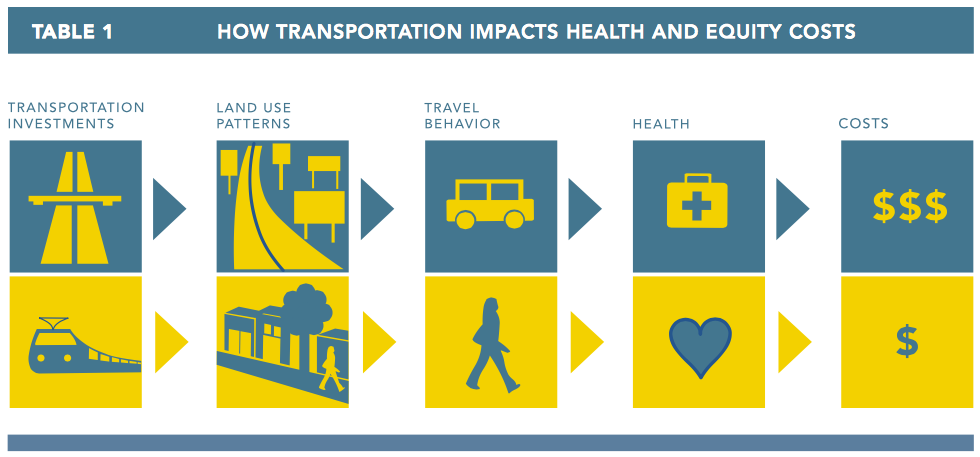 TABLE 1
HOW TRANSPORTATION IMPACTS HEALTH AND EQUITY COSTS
TRANSPORTATION
INVESTMENTS
LAND USE
PATTERNS
TRAVEL
BEHAVIOR
HEALTH
COSTS
$$$
$